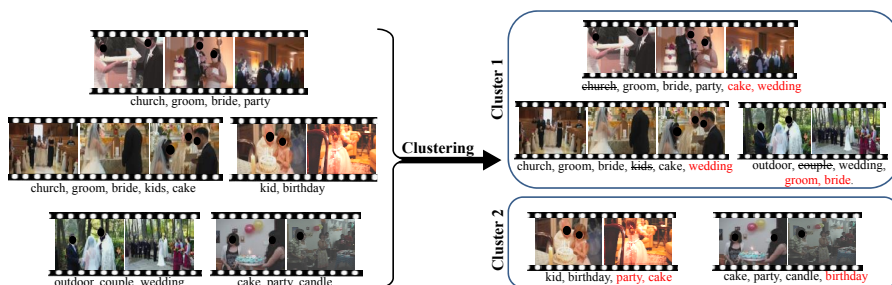 church, groom, bride, party
church, groom, bride, kids, cake
kid, birthday
outdoor, couple, wedding
cake, party, candle
Clustering
Cluster 1
church, groom, bride, party, cake, wedding
church, groom, bride, kids, cake, wedding
outdoor, couple, wedding,
groom, bride.
Cluster 2
kid, birthday, party, cake
cake, party, candle, birthday